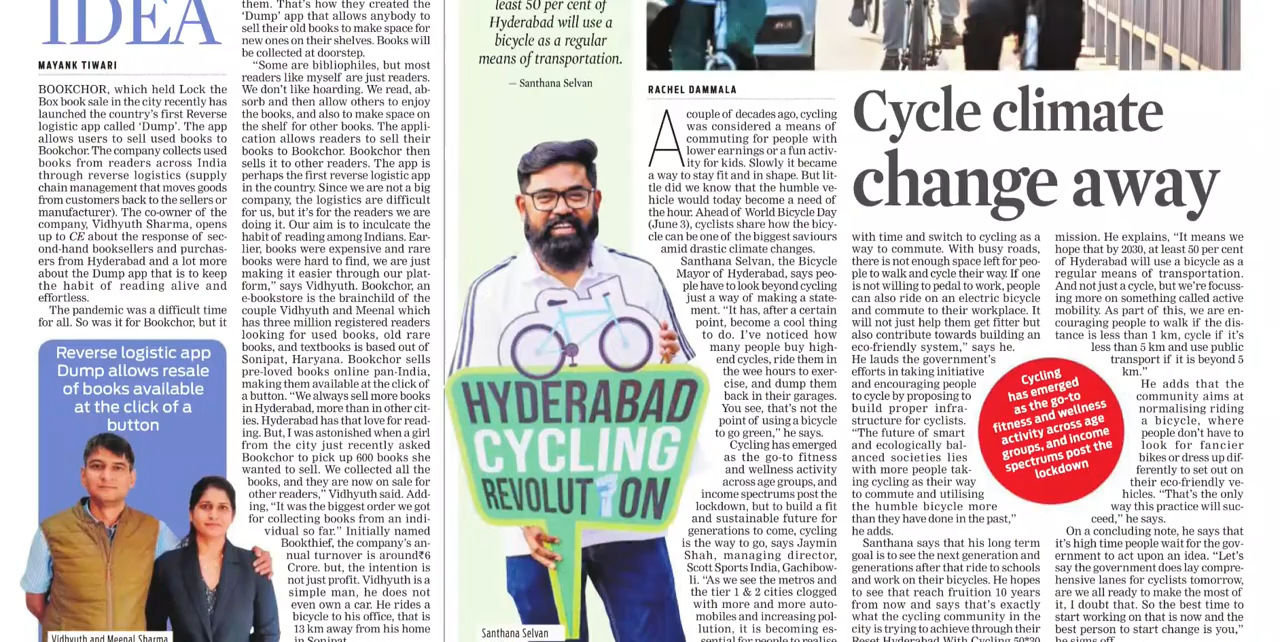 IDEA
MAYANK TIWARI
BOOKCHOR, which held Lock the
Box book sale in the city recently has
launched the country's first Reverse
logistic app called 'Dump'. The app
allows users to sell used books to
Bookchor. The company collects used
books from readers across India
through reverse logistics (supply
chain management that moves goods
from customers back to the sellers or
manufacturer). The co-owner of the
company, Vidhyuth Sharma, opens
up to CE about the response of sec-
ond-hand booksellers and purchas-
ers from Hyderabad and a lot more
about the Dump app that is to keep
the habit of reading alive and
effortless.
The pandemic was a difficult time
for all. So was it for Bookchor, but it
Reverse logistic app
Dump allows resale
of books available
at the click of a
button
Vidhyuth and Meenal Sharma
them. That's how they created the
'Dump' app that allows anybody to
sell their old books to make space for
new ones on their shelves. Books will
be collected at doorstep.
"Some are bibliophiles, but most
readers like myself are just readers.
We don't like hoarding. We read, ab-
sorb and then allow others to enjoy
the books, and also to make space on
the shelf for other books. The appli-
cation allows readers to sell their
books to Bookchor. Bookchor then
sells it to other readers. The app is
perhaps the first reverse logistic app
in the country. Since we are not a big
company, the logistics are difficult
for us, but it's for the readers we are
doing it. Our aim is to inculcate the
habit of reading among Indians. Ear-
lier, books were expensive and rare
books were hard to find, we are just
making it easier through our plat-
form," says Vidhyuth. Bookchor, an
e-bookstore is the brainchild of the
couple Vidhyuth and Meenal which
has three million registered readers
looking for used books, old rare
books, and textbooks is based out of
Sonipat, Haryana. Bookchor sells
pre-loved books online pan-India,
making them available at the click of
a button. "We always sell more books
in Hyderabad, more than in other cit-
ies. Hyderabad has that love for read-
ing. But, I was astonished when a girl
from the city just recently asked
Bookchor to pick up 600 books she
wanted to sell. We collected all the
books, and they are now on sale for
other readers," Vidhyuth said. Add-
ing, "It was the biggest order we got
for collecting books from an indi-
vidual so far." Initially named
Bookthief, the company's an-
nual turnover is around₹6
Crore. but, the intention is
not just profit. Vidhyuth is a
simple man, he does not
even own a car. He rides a
bicycle to his office, that is
13 km away from his home
in Sonipat.
least 50 per cent of
Hyderabad will use a
bicycle as a regular
means of transportation.
— Santhana Selvan
HYDERABAD
CYCLING
REVOLUTION
Santhana Selvan
RACHEL DAMMALA
Cycle climate
change away
A couple of decades ago, cycling
was considered a means of
commuting for people with
lower earnings or a fun activ-
ity for kids. Slowly it became
a way to stay fit and in shape. But lit-
tle did we know that the humble ve-
hicle would today become a need of
the hour. Ahead of World Bicycle Day
(June 3), cyclists share how the bicy-
cle can be one of the biggest saviours
amid drastic climate changes.
Santhana Selvan, the Bicycle
Mayor of Hyderabad, says peo-
ple have to look beyond cycling
just a way of making a state-
ment. "It has, after a certain
point, become a cool thing
to do. I've noticed how
many people buy high-
end cycles, ride them in
the wee hours to exer-
cise, and dump them
back in their garages.
You see, that's not the
point of using a bicycle
to go green," he says.
Cycling has emerged
as the go-to fitness
and wellness activity
across age groups, and
income spectrums post the
lockdown, but to build a fit
and sustainable future for
generations to come, cycling
is the way to go, says Jaymin
Shah, managing director,
Scott Sports India, Gachibow-
li. "As we see the metros and
the tier 1 & 2 cities clogged
with more and more auto-
mobiles and increasing pol-
lution, it is becoming es-
sential for people to realise
with time and switch to cycling as a
way to commute. With busy roads,
there is not enough space left for peo-
ple to walk and cycle their way. If one
is not willing to pedal to work, people
can also ride on an electric bicycle
and commute to their workplace. It
will not just help them get fitter but
also contribute towards building an
eco-friendly system," says he.
He lauds the government's
efforts in taking initiative
and encouraging people
to cycle by proposing to
build proper infra-
structure for cyclists.
"The future of smart
and ecologically bal-
anced societies lies
with more people tak-
ing cycling as their way
to commute and utilising
the humble bicycle more
than they have done in the past,"
he adds.
Santhana says that his long term
goal is to see the next generation and
generations after that ride to schools
and work on their bicycles. He hopes
to see that reach fruition 10 years
from now and says that's exactly
what the cycling community in the
city is trying to achieve through their
Reset Hyderabad With Cycling 50*30
Cycling
has emerged
as the go-to
fitness and wellness
activity across age
groups, and income
spectrums post the
lockdown
mission. He explains, "It means we
hope that by 2030, at least 50 per cent
of Hyderabad will use a bicycle as a
regular means of transportation.
And not just a cycle, but we're focuss-
ing more on something called active
mobility. As part of this, we are en-
couraging people to walk if the dis-
tance is less than 1 km, cycle if it's
less than 5 km and use public
transport if it is beyond 5
km."
He adds that the
community aims at
normalising riding
a bicycle, where
people don't have to
look for fancier
bikes or dress up dif-
ferently to set out on
their eco-friendly ve-
hicles. "That's the only
way this practice will suc-
ceed," he says.
On a concluding note, he says that
it's high time people wait for the gov-
ernment to act upon an idea. "Let's
say the government does lay compre-
hensive lanes for cyclists tomorrow,
are we all ready to make the most of
it, I doubt that. So the best time to
start working on that is now and the
best person to start change is you,"
he signs off.